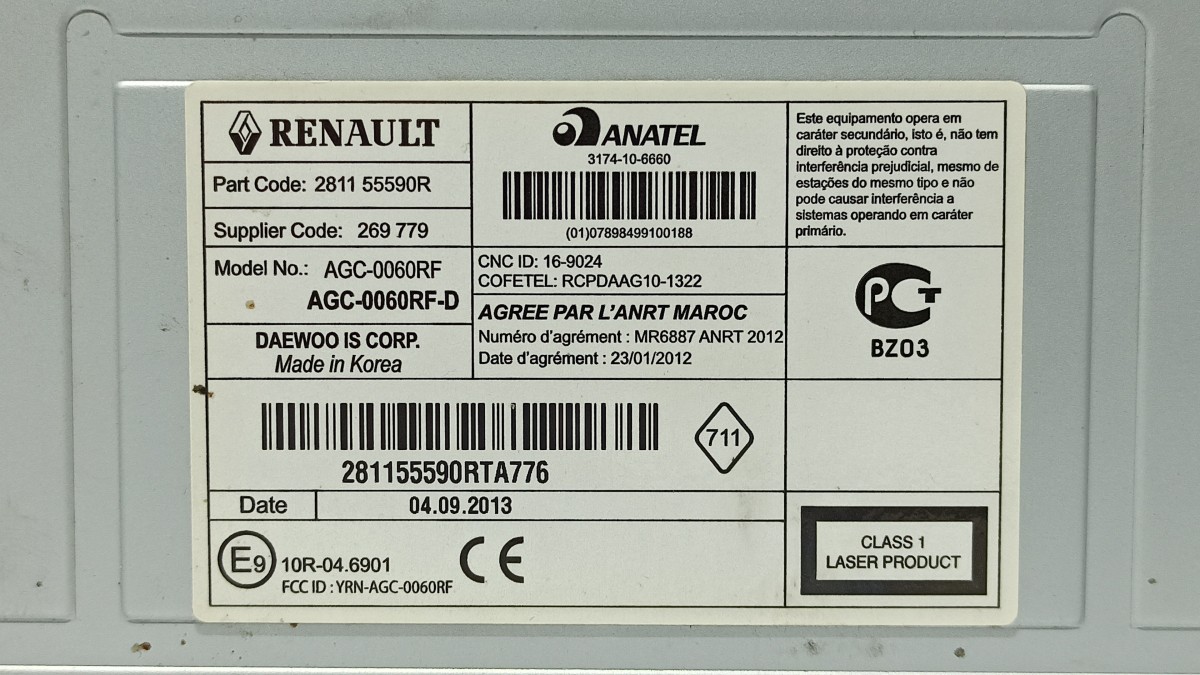 RENAULT
Part Code: 2811 55590R
Supplier Code: 269 779
Model No.: AGC-0060RF
AGC-0060RF-D
DAEWOO IS CORP.
Made in Korea
ANATEL
3174-10-6660
(01)07898499100188
CNC ID: 16-9024
COFETEL: RCPDAAG10-1322
AGREE PAR L'ANRT MAROC
Numéro d'agrément : MR6887 ANRT 2012
Date d'agrément : 23/01/2012
Este equipamento opera em
caráter secundário, isto é, não tem
direito à proteção contra
interferência prejudicial, mesmo de
estações do mesmo tipo e não
pode causar interferência a
sistemas operando em caráter
primário.
PCT
BZ03
281155590RTA776
711
Date 04.09.2013
E9 10R-04.6901
FCC ID : YRN-AGC-0060RF
CE
CLASS 1
LASER PRODUCT